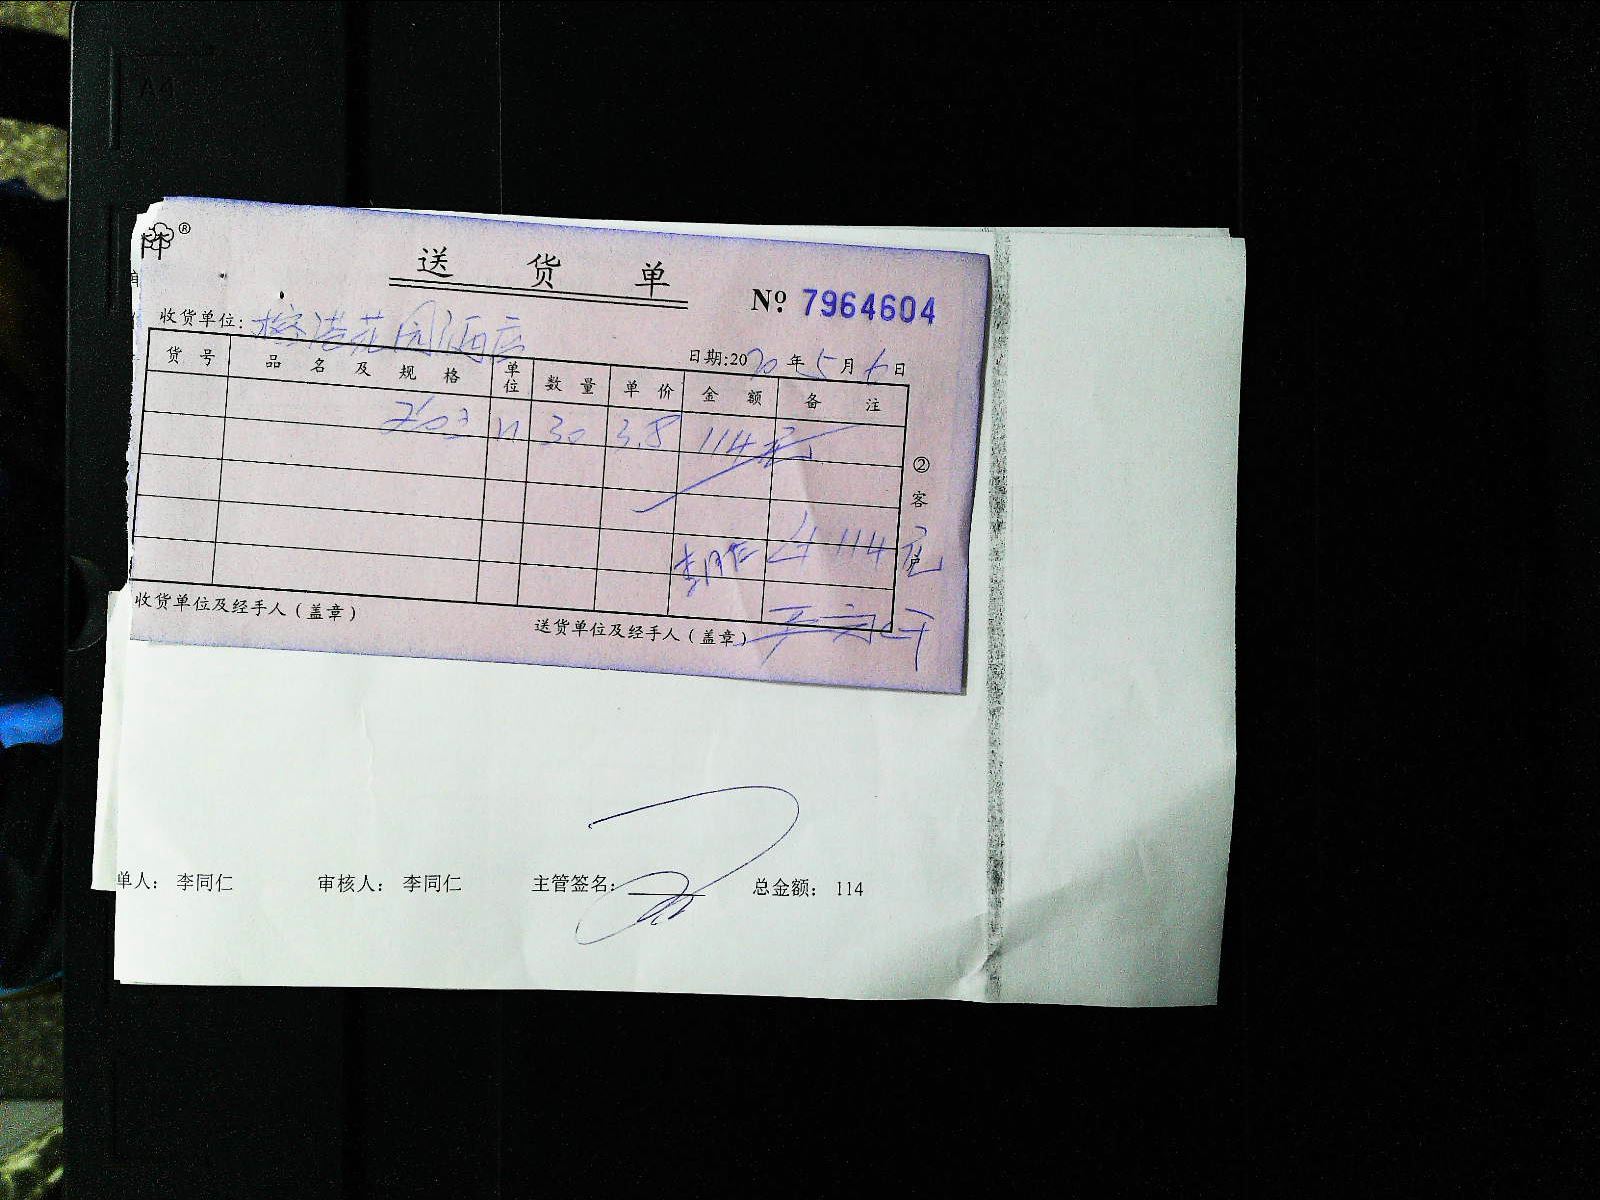 ®
送 货 单
№ 7964604
收货单位: 榕港花园酒店
日期:2020年5月6日
货 号 品 名 及 规 格 单位 数 量 单 价 金 额 备 注
30 3.8 114元
② 客
李同仁 计 114元
收货单位及经手人（盖章）
送货单位及经手人（盖章）
单人： 李同仁 审核人： 李同仁 主管签名： 总金额： 114